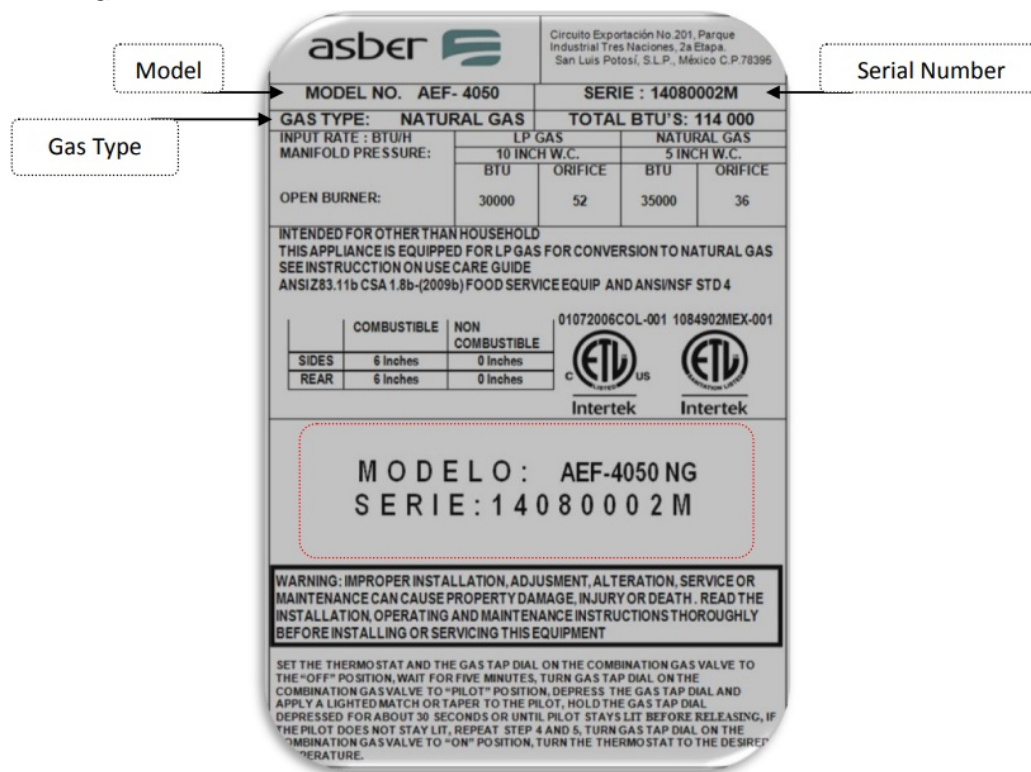 asber
Circuito Exportación No.201, Parque
Industrial Tres Naciones, 2a Etapa.
San Luis Potosí, S.L.P., México C.P.78395
Model
Serial Number
MODEL NO. AEF- 4050
SERIE : 14080002M
Gas Type
GAS TYPE: NATURAL GAS
TOTAL BTU'S: 114 000
INPUT RATE : BTU/H
LP GAS
NATURAL GAS
MANIFOLD PRESSURE:
10 INCH W.C.
5 INCH W.C.
BTU
ORIFICE
BTU
ORIFICE
OPEN BURNER:
30000
52
35000
36
INTENDED FOR OTHER THAN HOUSEHOLD
THIS APPLIANCE IS EQUIPPED FOR LP GAS FOR CONVERSION TO NATURAL GAS
SEE INSTRUCCTION ON USE CARE GUIDE
ANSIZ83.11b CSA 1.8b-(2009b) FOOD SERVICE EQUIP AND ANSI/NSF STD 4
COMBUSTIBLE
NON
COMBUSTIBLE
SIDES
6 Inches
0 Inches
REAR
6 Inches
0 Inches
01072006COL-001 1084902MEX-001
ETL
LISTED
C
US
Intertek
ETL
SANITATION LISTED
Intertek
MODELO: AEF-4050 NG
SERIE:14080002M
WARNING: IMPROPER INSTALLATION, ADJUSMENT, ALTERATION, SERVICE OR
MAINTENANCE CAN CAUSE PROPERTY DAMAGE, INJURY OR DEATH . READ THE
INSTALLATION, OPERATING AND MAINTENANCE INSTRUCTIONS THOROUGHLY
BEFORE INSTALLING OR SERVICING THIS EQUIPMENT
SET THE THERMOSTAT AND THE GAS TAP DIAL ON THE COMBINATION GAS VALVE TO
THE "OFF" POSITION, WAIT FOR FIVE MINUTES, TURN GAS TAP DIAL ON THE
COMBINATION GAS VALVE TO "PILOT" POSITION, DEPRESS THE GAS TAP DIAL AND
APPLY A LIGHTED MATCH OR TAPER TO THE PILOT, HOLD THE GAS TAP DIAL
DEPRESSED FOR ABOUT 30 SECONDS OR UNTIL PILOT STAYS LIT BEFORE RELEASING, IF
THE PILOT DOES NOT STAY LIT, REPEAT STEP 4 AND 5, TURN GAS TAP DIAL ON THE
COMBINATION GAS VALVE TO "ON" POSITION, TURN THE THERMOSTAT TO THE DESIRED
TEMPERATURE.